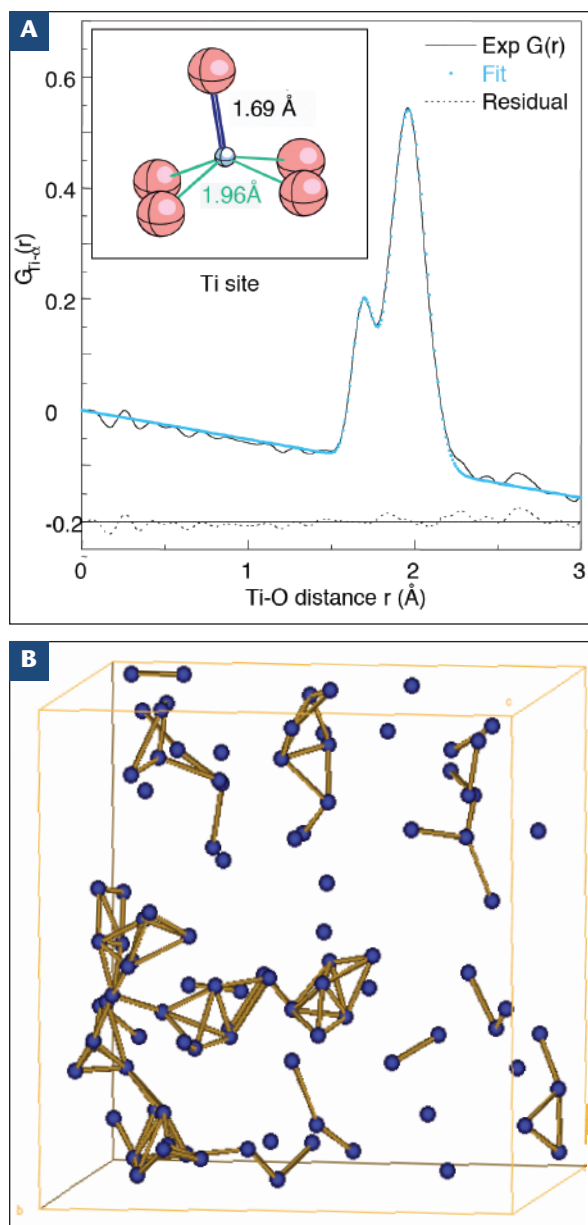 A
Exp G(r)
Fit
Residual
1.69 Å
1.96Å
Ti site
G_Ti-α(r)
0.6
0.4
0.2
0
-0.2
0
1
2
3
Ti-O distance r (Å)
B
c
b